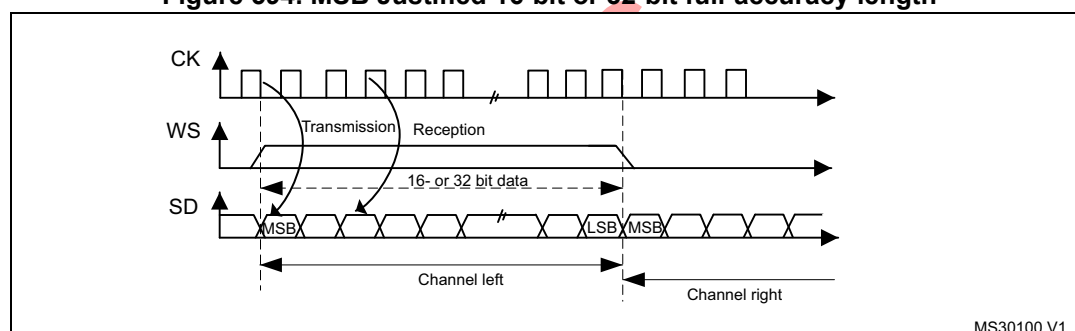 Figure 694. MSB Justified 16-bit or 32-bit full-accuracy length
CK
WS
Transmission
Reception
16- or 32 bit data
SD
MSB
LSB
MSB
Channel left
Channel right
MS30100 V1